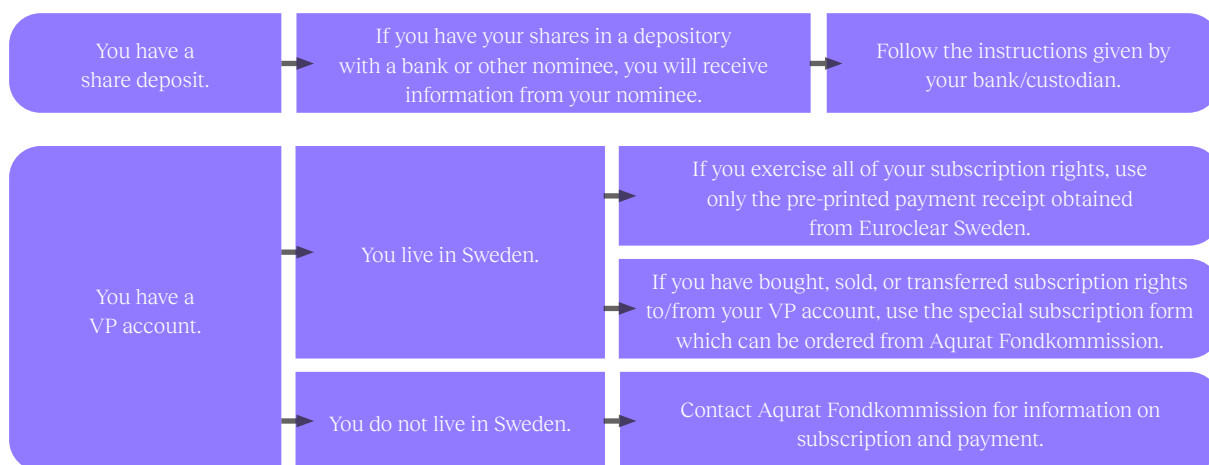 You have a
share deposit.
If you have your shares in a depository
with a bank or other nominee, you will receive
information from your nominee.
Follow the instructions given by
your bank/custodian.
You have a
VP account.
You live in Sweden.
If you exercise all of your subscription rights, use
only the pre-printed payment receipt obtained
from Euroclear Sweden.
If you have bought, sold, or transferred subscription rights
to/from your VP account, use the special subscription form
which can be ordered from Aqurat Fondkommission.
You do not live in Sweden.
Contact Aqurat Fondkommission for information on
subscription and payment.